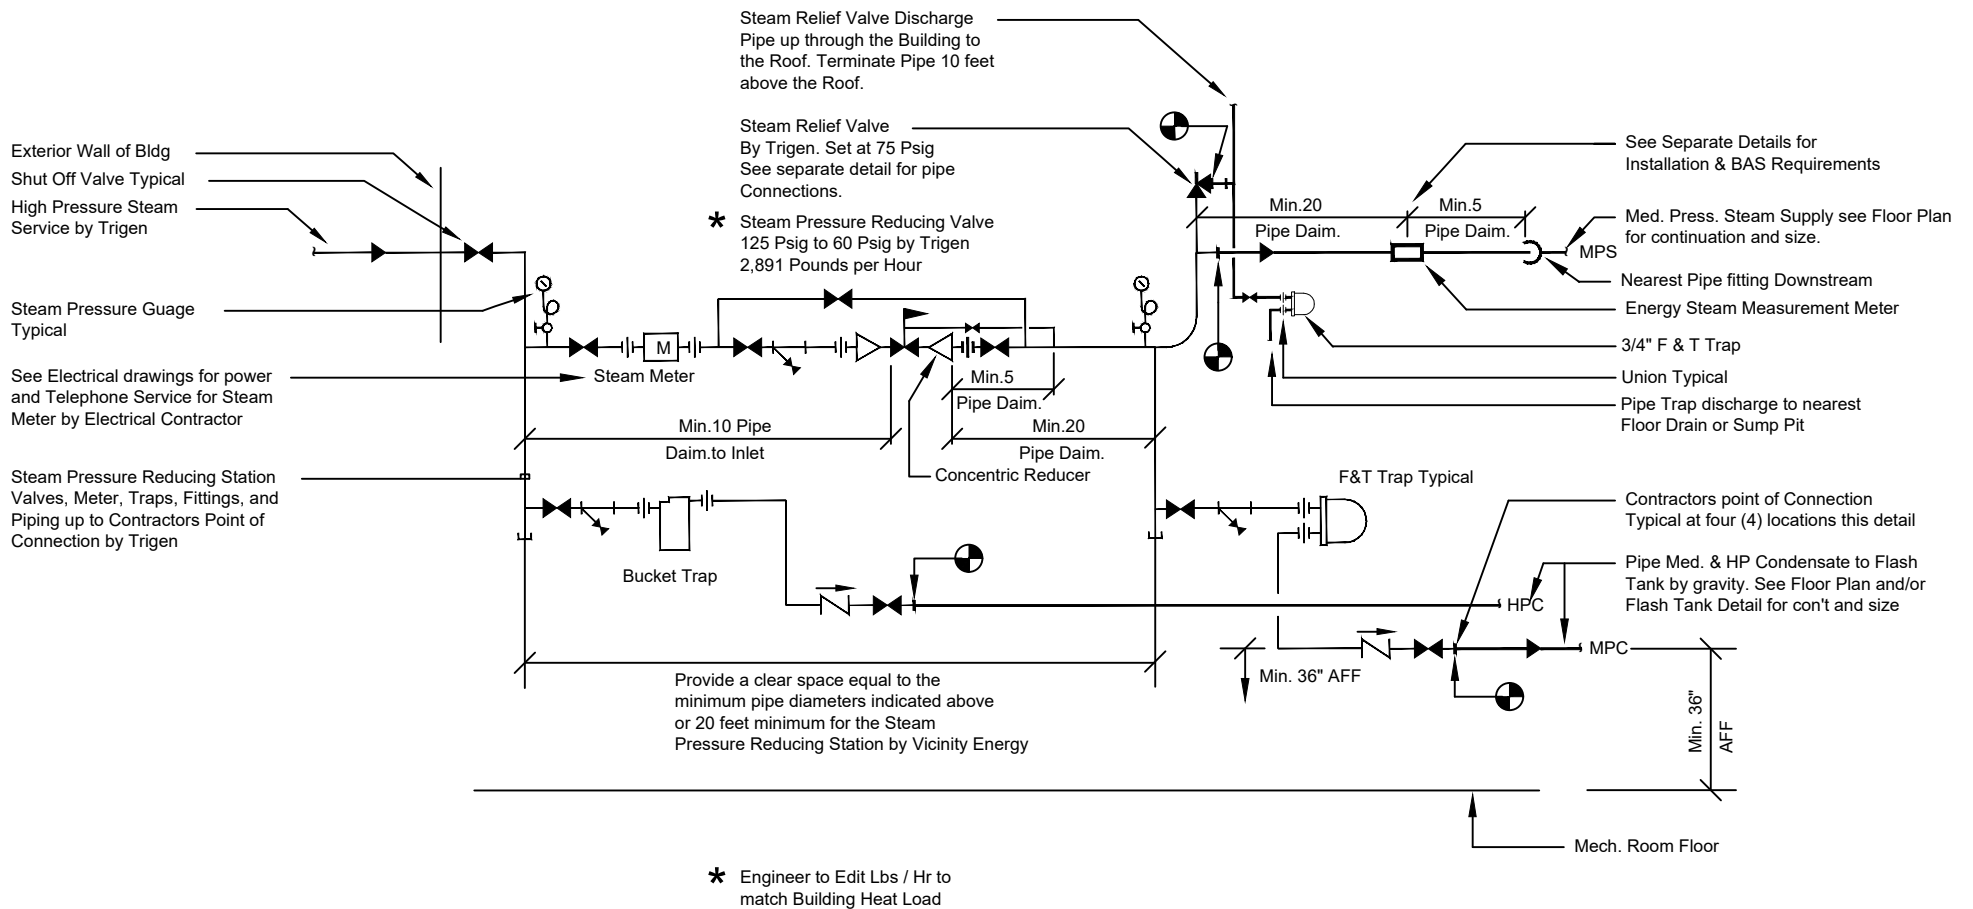 Steam Relief Valve Discharge
Pipe up through the Building to
the Roof. Terminate Pipe 10 feet
above the Roof.
Exterior Wall of Bldg
Shut Off Valve Typical
High Pressure Steam
Service by Trigen
Steam Relief Valve
By Trigen. Set at 75 Psig
See separate detail for pipe
Connections.
* Steam Pressure Reducing Valve
125 Psig to 60 Psig by Trigen
2,891 Pounds per Hour
See Separate Details for
Installation & BAS Requirements
Min.20
Pipe Daim.
Min.5
Pipe Daim.
Med. Press. Steam Supply see Floor Plan
for continuation and size.
MPS
Nearest Pipe fitting Downstream
Energy Steam Measurement Meter
3/4" F & T Trap
Union Typical
Pipe Trap discharge to nearest
Floor Drain or Sump Pit
Steam Pressure Guage
Typical
M
Steam Meter
See Electrical drawings for power
and Telephone Service for Steam
Meter by Electrical Contractor
Min.5
Pipe Daim.
Min.10 Pipe
Daim.to Inlet
Min.20
Pipe Daim.
Concentric Reducer
Steam Pressure Reducing Station
Valves, Meter, Traps, Fittings, and
Piping up to Contractors Point of
Connection by Trigen
Bucket Trap
F&T Trap Typical
Contractors point of Connection
Typical at four (4) locations this detail
Pipe Med. & HP Condensate to Flash
Tank by gravity. See Floor Plan and/or
Flash Tank Detail for con't and size
HPC
MPC
Min. 36" AFF
Min. 36"
AFF
Provide a clear space equal to the
minimum pipe diameters indicated above
or 20 feet minimum for the Steam
Pressure Reducing Station by Vicinity Energy
Mech. Room Floor
* Engineer to Edit Lbs / Hr to
match Building Heat Load